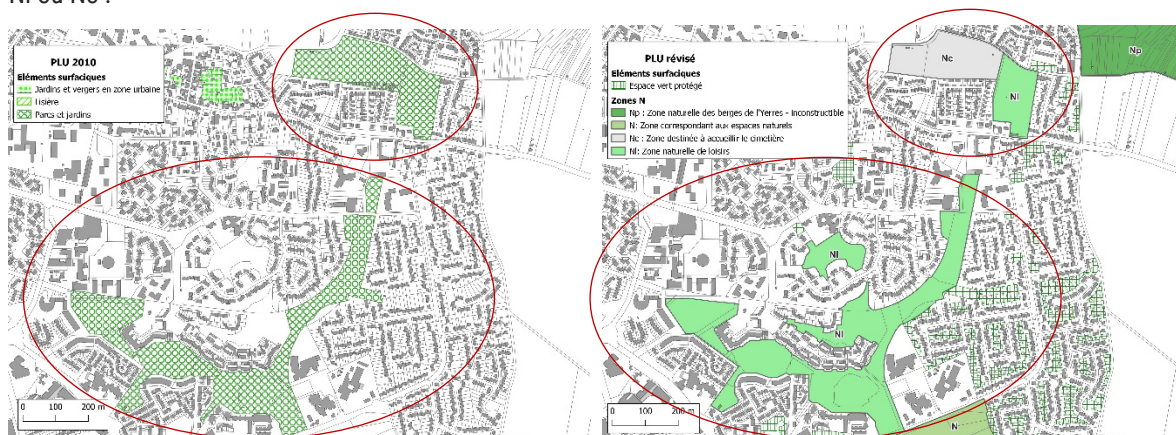 Nl ou Nc :
PLU 2010
Eléments surfaciques
Jardins et vergers en zone urbaine
Lisière
Parcs et jardins
0 100 200 m
PLU révisé
Eléments surfaciques
Espace vert protégé
Zones N
Np : Zone naturelle des berges de l'Yerres - Inconstructible
N : Zone correspondant aux espaces naturels
Nc : Zone destinée à accueillir le cimetière
Nl: Zone naturelle de loisirs
Nc
Np
Nl
Nl
Nl
N
0 100 200 m